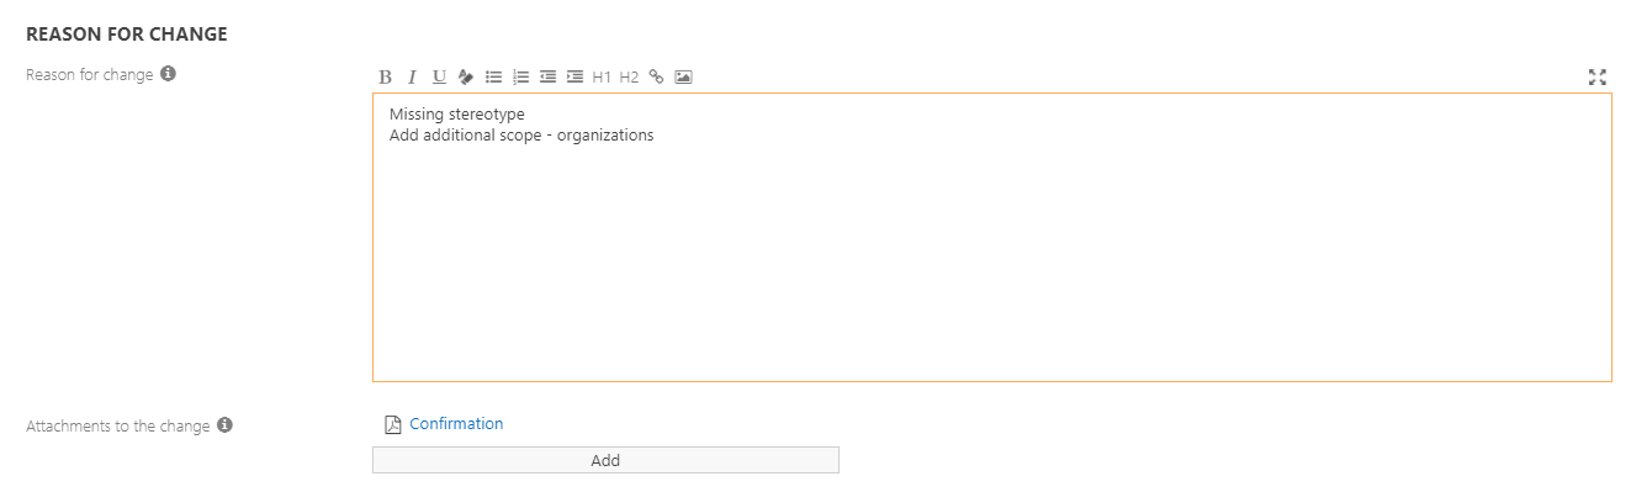 REASON FOR CHANGE
Reason for change
B I U H1 H2
Missing stereotype
Add additional scope - organizations
Attachments to the change
Confirmation
Add